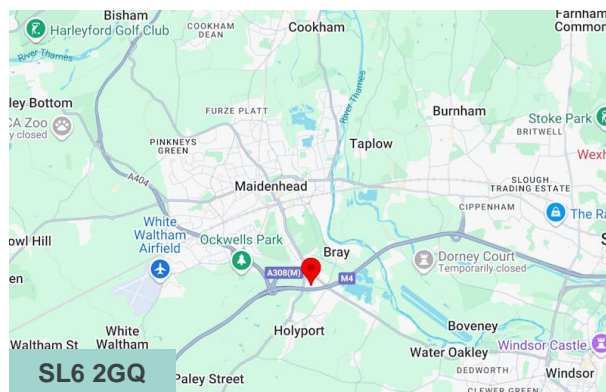 Bisham
Harleyford Golf Club
COOKHAM
DEAN
Cookham
Farnham
Common
River Thames
River Thames
ley Bottom
CA Zoo
y closed
FURZE PLATT
Burnham
Stoke Park
BRITWELL
PINKNEYS
GREEN
Taplow
Wexh
A404
Maidenhead
SLOUGH
TRADING ESTATE
CIPPENHAM
The Ra
White
Waltham
Airfield
owl Hill
Ockwells Park
Bray
Dorney Court
Temporarily closed
S
en
A308(M)
M4
White
Waltham
Holyport
Boveney
Windsor Castle
Waltham St
Water Oakley
DEDWORTH
Paley Street
Windsor
CLEWER GREEN
SL6 2GQ